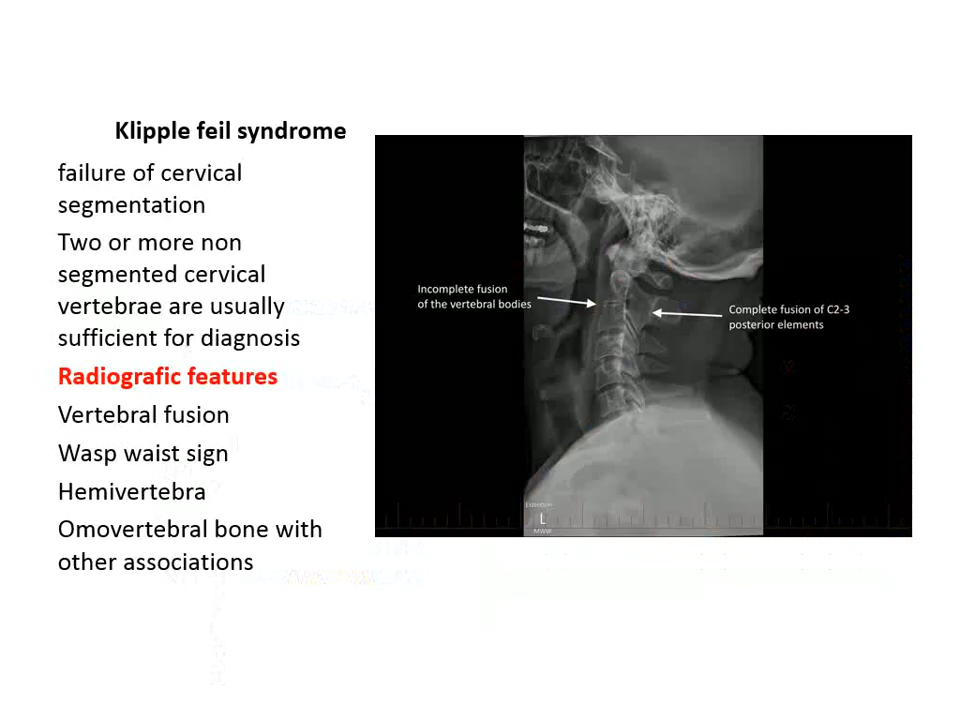 Klipple feil syndrome
failure of cervical
segmentation
Two or more non
segmented cervical
vertebrae are usually
sufficient for diagnosis
Radiografic features
Vertebral fusion
Wasp waist sign
Hemivertebra
Omovertebral bone with
other associations
Incomplete fusion
of the vertebral bodies
Complete fusion of C2-3
posterior elements
Extension
L
MWW